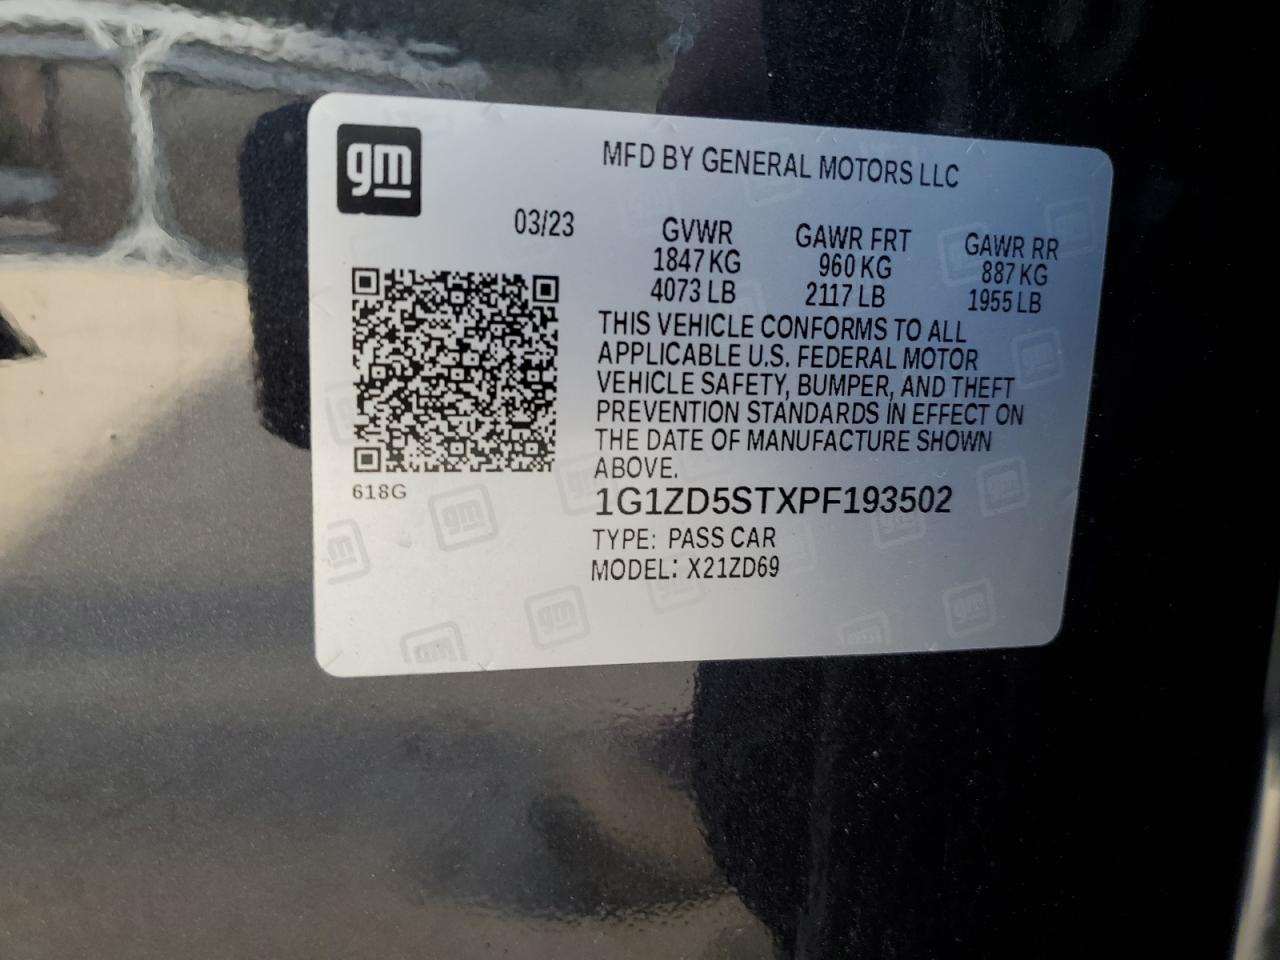 gm
MFD BY GENERAL MOTORS LLC
03/23
GVWR GAWR FRT GAWR RR
1847 KG 960 KG 887 KG
4073 LB 2117 LB 1955 LB
THIS VEHICLE CONFORMS TO ALL
APPLICABLE U.S. FEDERAL MOTOR
VEHICLE SAFETY, BUMPER, AND THEFT
PREVENTION STANDARDS IN EFFECT ON
THE DATE OF MANUFACTURE SHOWN
ABOVE.
618G
1G1ZD5STXPF193502
TYPE: PASS CAR
MODEL: X21ZD69